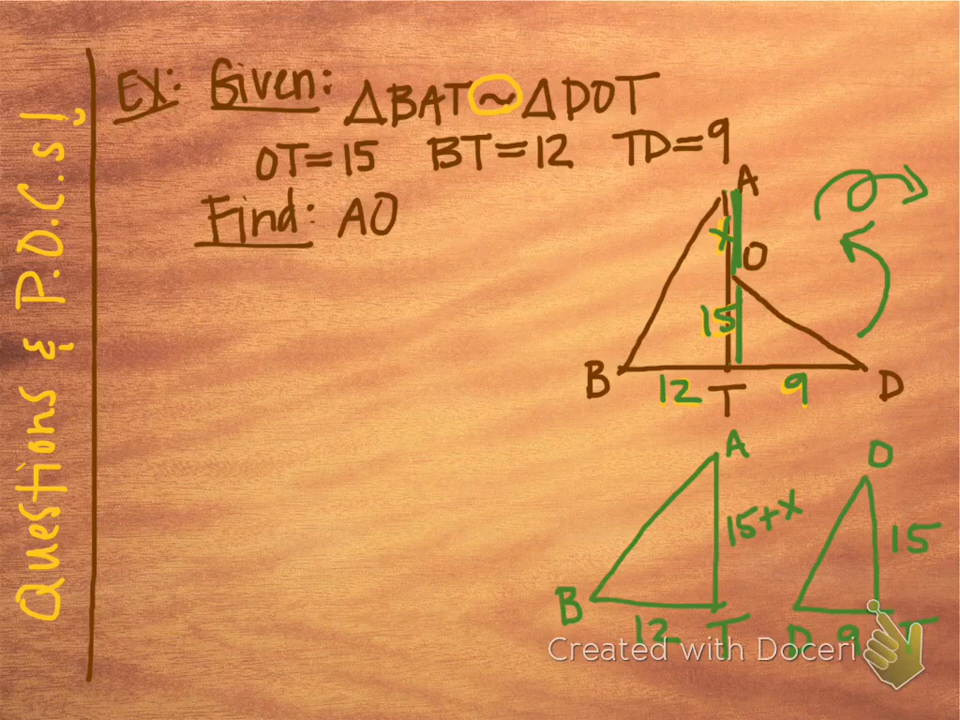 EX: Given: △BAT ~ △DOT
OT=15 BT=12 TD=9
Find: AO
Questions & P.O.C.s!
A
x
O
15
B 12 T 9 D
A
O
15+x
15
B 12 T
D 9 T
Created with Doceri